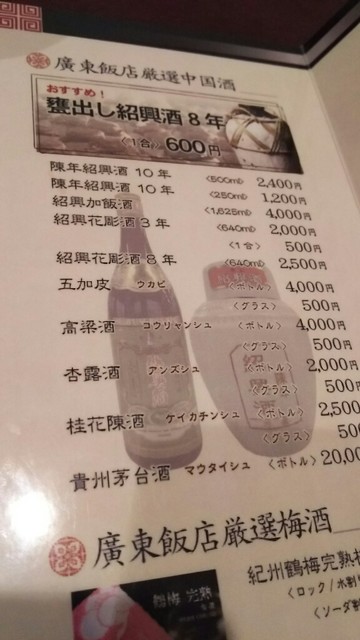 廣東飯店厳選中国酒
おすすめ！
甕出し紹興酒8年
〈1合〉600円
陳年紹興酒 10年 〈500ml〉 2,400円
陳年紹興酒 10年 〈250ml〉 1,200円
紹興加飯酒 〈1,625ml〉 4,000円
紹興花彫酒3年 〈640ml〉 2,000円
〈1合〉 500円
紹興花彫酒8年 〈640ml〉 2,500円
五加皮 ウカピ 〈ボトル〉 4,000円
〈グラス〉 500円
高梁酒 コウリャンシュ 〈ボトル〉 4,000円
〈グラス〉 500円
杏露酒 アンズシュ 〈ボトル〉 2,000円
〈グラス〉 500円
桂花陳酒 ケイカチンシュ 〈ボトル〉 2,500
〈グラス〉 500
貴州茅台酒 マウタイシュ 〈ボトル〉 20,00
廣東飯店厳選梅酒
紀州鶴梅完熟
〈ロック/水割
〈ソーダ割
鶴梅 完熟